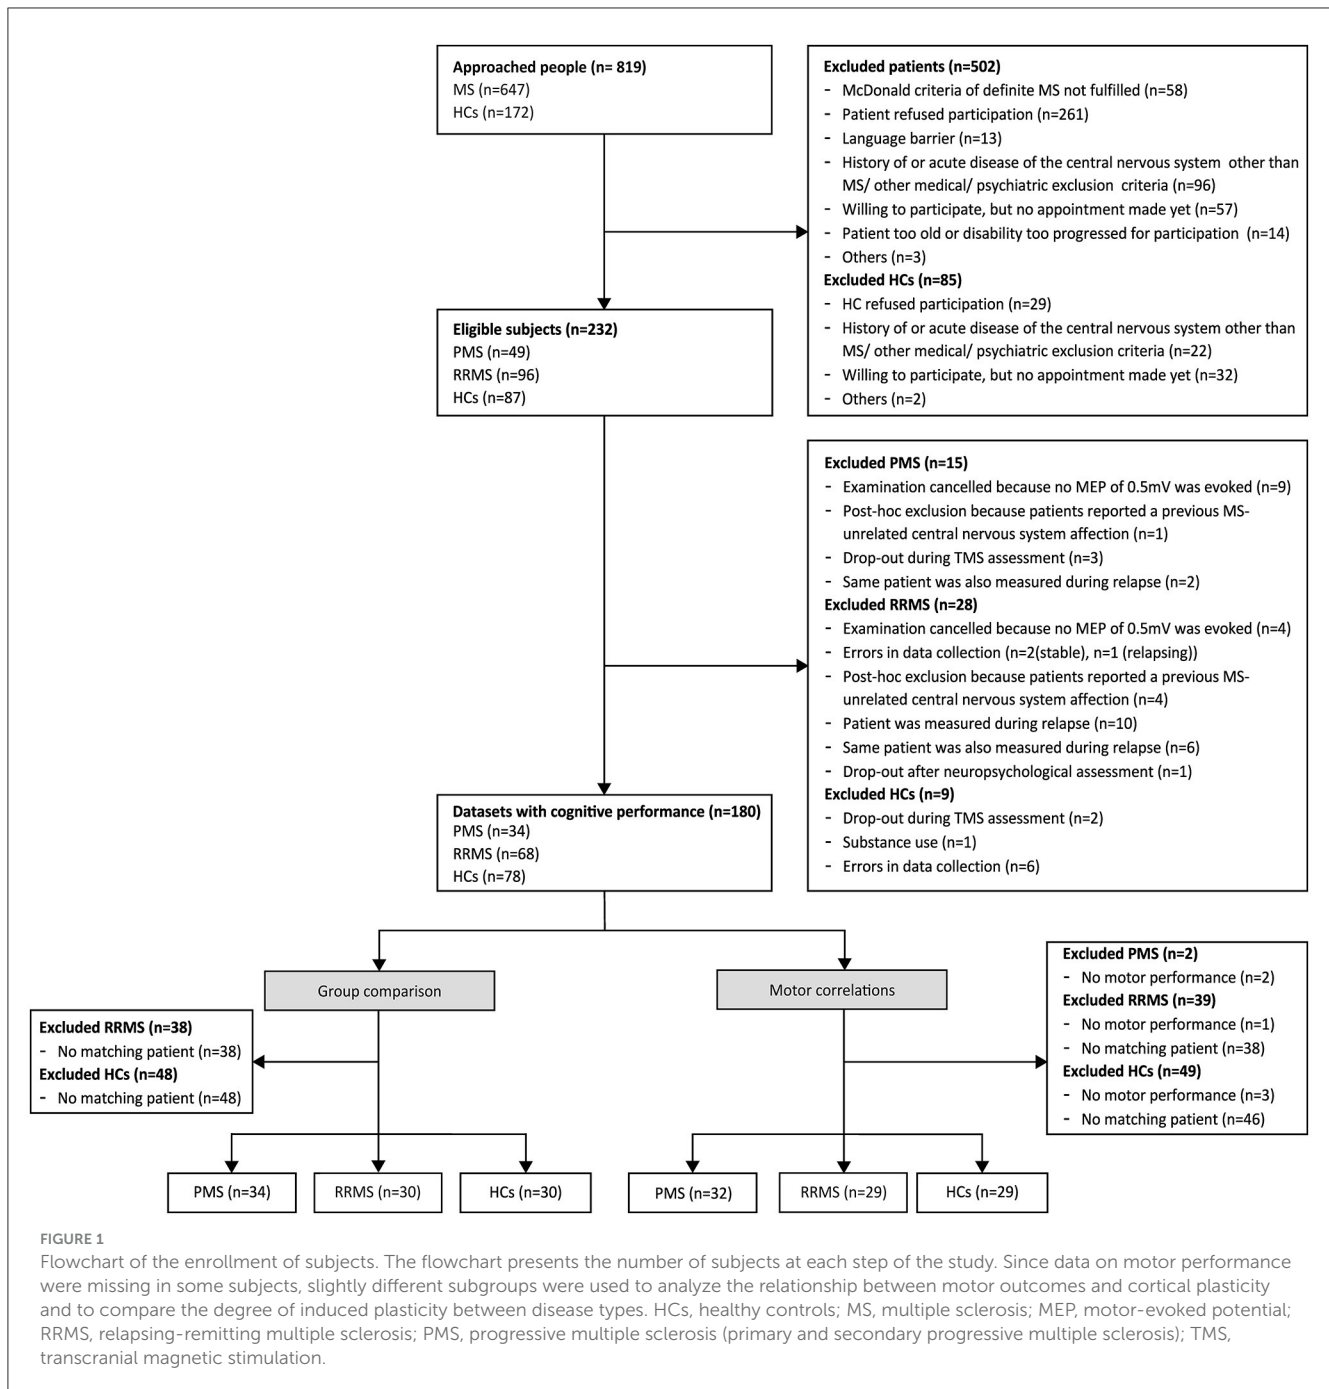 Approached people (n= 819)
MS (n=647)
HCs (n=172)
Excluded patients (n=502)
- McDonald criteria of definite MS not fulfilled (n=58)
- Patient refused participation (n=261)
- Language barrier (n=13)
- History of or acute disease of the central nervous system other than
MS/ other medical/ psychiatric exclusion criteria (n=96)
- Willing to participate, but no appointment made yet (n=57)
- Patient too old or disability too progressed for participation (n=14)
- Others (n=3)
Excluded HCs (n=85)
- HC refused participation (n=29)
- History of or acute disease of the central nervous system other than
MS/ other medical/ psychiatric exclusion criteria (n=22)
- Willing to participate, but no appointment made yet (n=32)
- Others (n=2)
Eligible subjects (n=232)
PMS (n=49)
RRMS (n=96)
HCs (n=87)
Excluded PMS (n=15)
- Examination cancelled because no MEP of 0.5mV was evoked (n=9)
- Post-hoc exclusion because patients reported a previous MS-
unrelated central nervous system affection (n=1)
- Drop-out during TMS assessment (n=3)
- Same patient was also measured during relapse (n=2)
Excluded RRMS (n=28)
- Examination cancelled because no MEP of 0.5mV was evoked (n=4)
- Errors in data collection (n=2(stable), n=1 (relapsing))
- Post-hoc exclusion because patients reported a previous MS-
unrelated central nervous system affection (n=4)
- Patient was measured during relapse (n=10)
- Same patient was also measured during relapse (n=6)
- Drop-out after neuropsychological assessment (n=1)
Excluded HCs (n=9)
- Drop-out during TMS assessment (n=2)
- Substance use (n=1)
- Errors in data collection (n=6)
Datasets with cognitive performance (n=180)
PMS (n=34)
RRMS (n=68)
HCs (n=78)
Group comparison
Motor correlations
Excluded RRMS (n=38)
- No matching patient (n=38)
Excluded HCs (n=48)
- No matching patient (n=48)
Excluded PMS (n=2)
- No motor performance (n=2)
Excluded RRMS (n=39)
- No motor performance (n=1)
- No matching patient (n=38)
Excluded HCs (n=49)
- No motor performance (n=3)
- No matching patient (n=46)
PMS (n=34)
RRMS (n=30)
HCs (n=30)
PMS (n=32)
RRMS (n=29)
HCs (n=29)
FIGURE 1
Flowchart of the enrollment of subjects. The flowchart presents the number of subjects at each step of the study. Since data on motor performance
were missing in some subjects, slightly different subgroups were used to analyze the relationship between motor outcomes and cortical plasticity
and to compare the degree of induced plasticity between disease types. HCs, healthy controls; MS, multiple sclerosis; MEP, motor-evoked potential;
RRMS, relapsing-remitting multiple sclerosis; PMS, progressive multiple sclerosis (primary and secondary progressive multiple sclerosis); TMS,
transcranial magnetic stimulation.